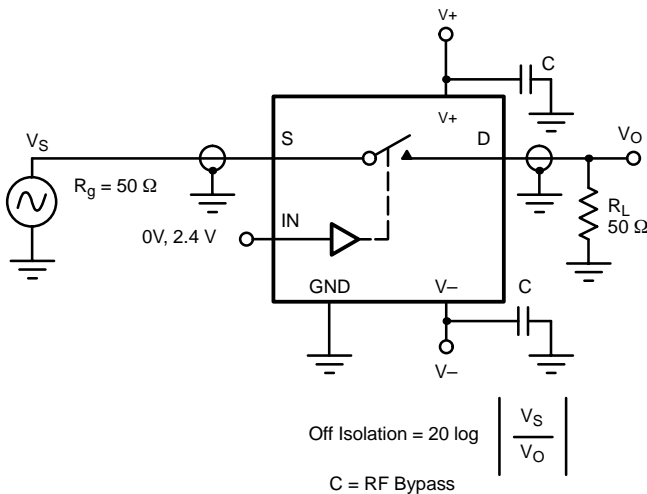 V+
C
V+
VS
S
D
VO
Rg = 50 Ω
RL
50 Ω
IN
0V, 2.4 V
GND
V–
C
V–
Off Isolation = 20 log
VS
VO
C = RF Bypass